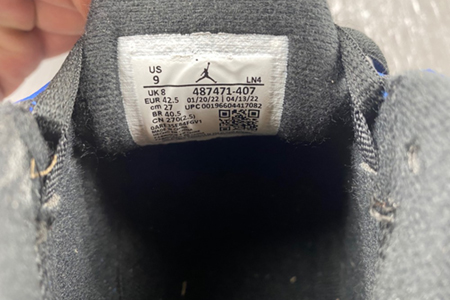 US
9
LN4
UK 8 487471-407
EUR 42.5 01/20/22 | 04/13/22
cm 27 UPC 00196604417082
BR 40.5
CN 270(2.5)